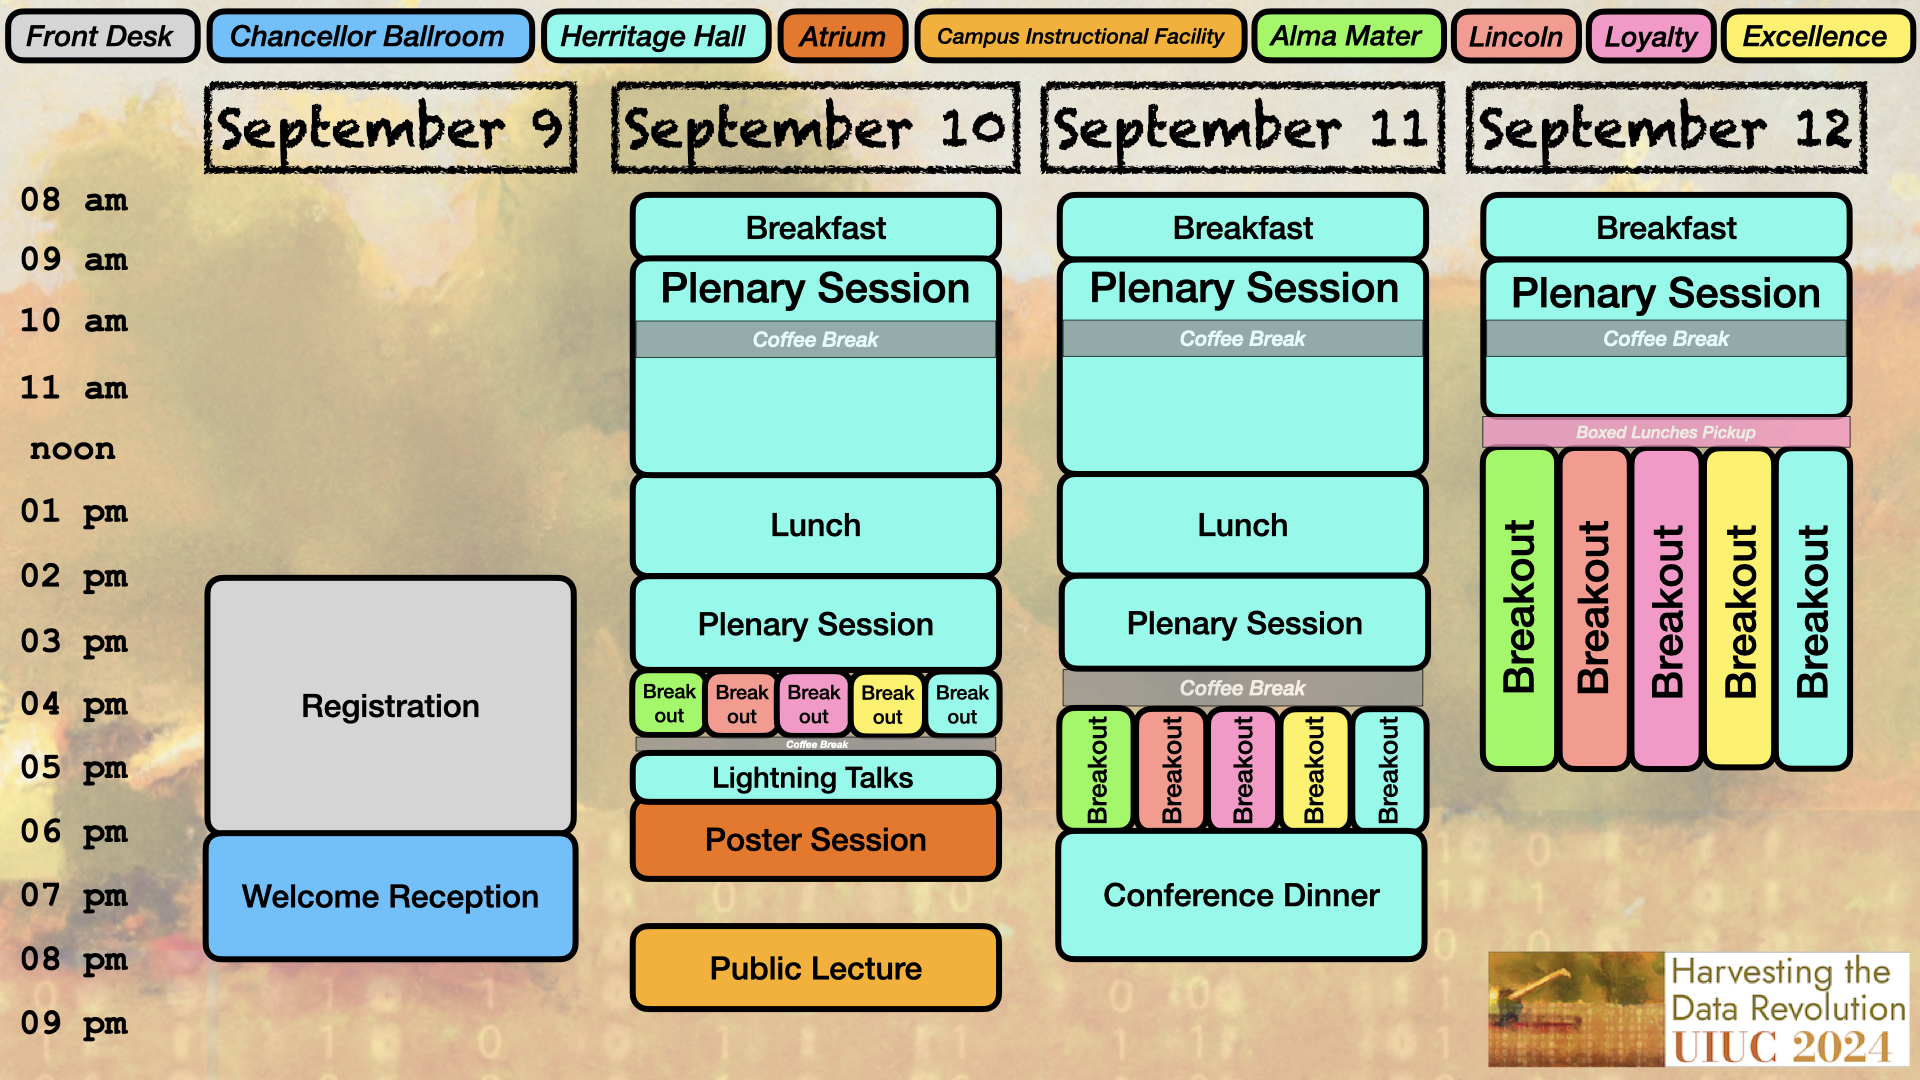 Front Desk
Chancellor Ballroom
Herritage Hall
Atrium
Campus Instructional Facility
Alma Mater
Lincoln
Loyalty
Excellence
September 9
September 10
September 11
September 12
08 am
09 am
10 am
11 am
noon
01 pm
02 pm
03 pm
04 pm
05 pm
06 pm
07 pm
08 pm
09 pm
Registration
Welcome Reception
Breakfast
Plenary Session
Coffee Break
Lunch
Plenary Session
Break
out
Break
out
Break
out
Break
out
Break
out
Coffee Break
Lightning Talks
Poster Session
Public Lecture
Breakfast
Plenary Session
Coffee Break
Lunch
Plenary Session
Coffee Break
Breakout
Breakout
Breakout
Breakout
Breakout
Conference Dinner
Breakfast
Plenary Session
Coffee Break
Boxed Lunches Pickup
Breakout
Breakout
Breakout
Breakout
Breakout
Harvesting the
Data Revolution
UIUC 2024